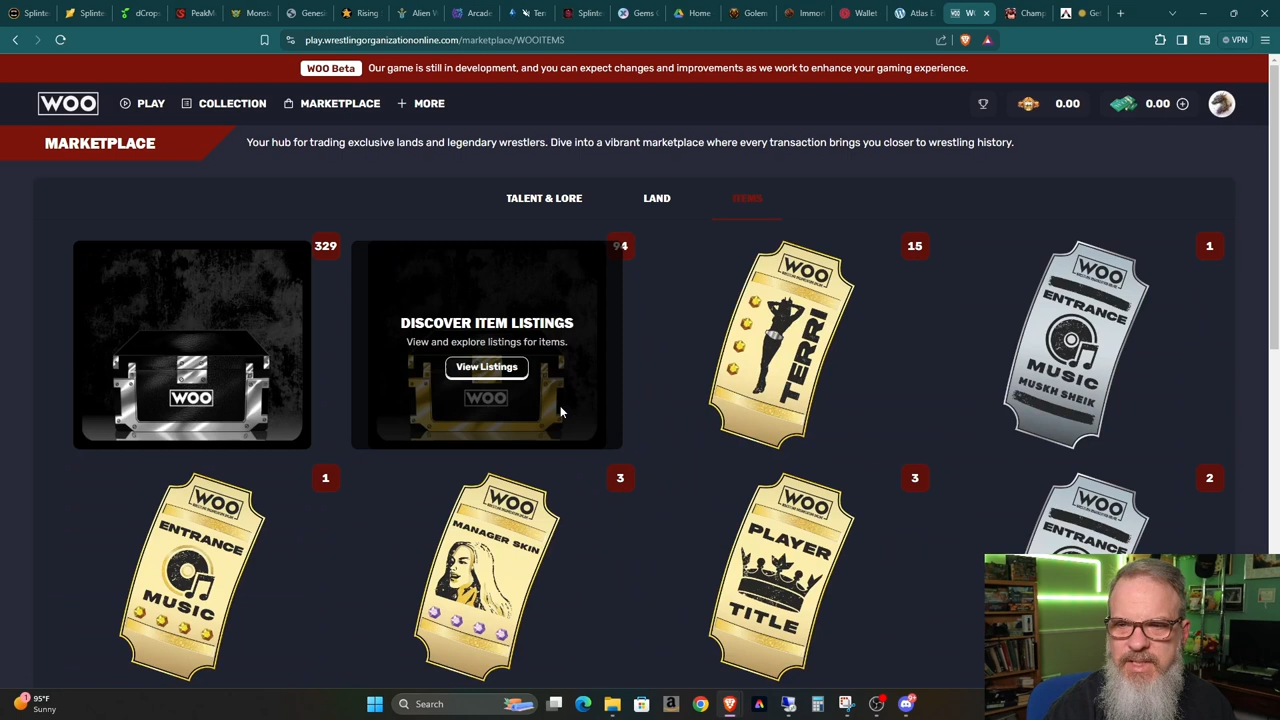 Splinte
Splinte
dCrops
PeakM
Monst
Genesi
Rising
Alien W
Arcade
Ter
Splinte
Gems
Home
Golem
Immor
Wallet
Atlas E
W
Champ
Ge
play.wrestlingorganizationonline.com/marketplace/WOOITEMS
VPN
WOO Beta Our game is still in development, and you can expect changes and improvements as we work to enhance your gaming experience.
WOO PLAY COLLECTION MARKETPLACE MORE 0.00 0.00
MARKETPLACE Your hub for trading exclusive lands and legendary wrestlers. Dive into a vibrant marketplace where every transaction brings you closer to wrestling history.
TALENT & LORE LAND ITEMS
329
WOO
94
DISCOVER ITEM LISTINGS
View and explore listings for items.
View Listings
WOO
15
WOO
TERRI
1
WOO
ENTRANCE
MUSIC
MUSKH SHEIK
1
WOO
ENTRANCE
MUSIC
3
WOO
MANAGER SKIN
3
WOO
PLAYER
TITLE
2
WOO
ENTRANCE
1
95°F
Sunny
Search